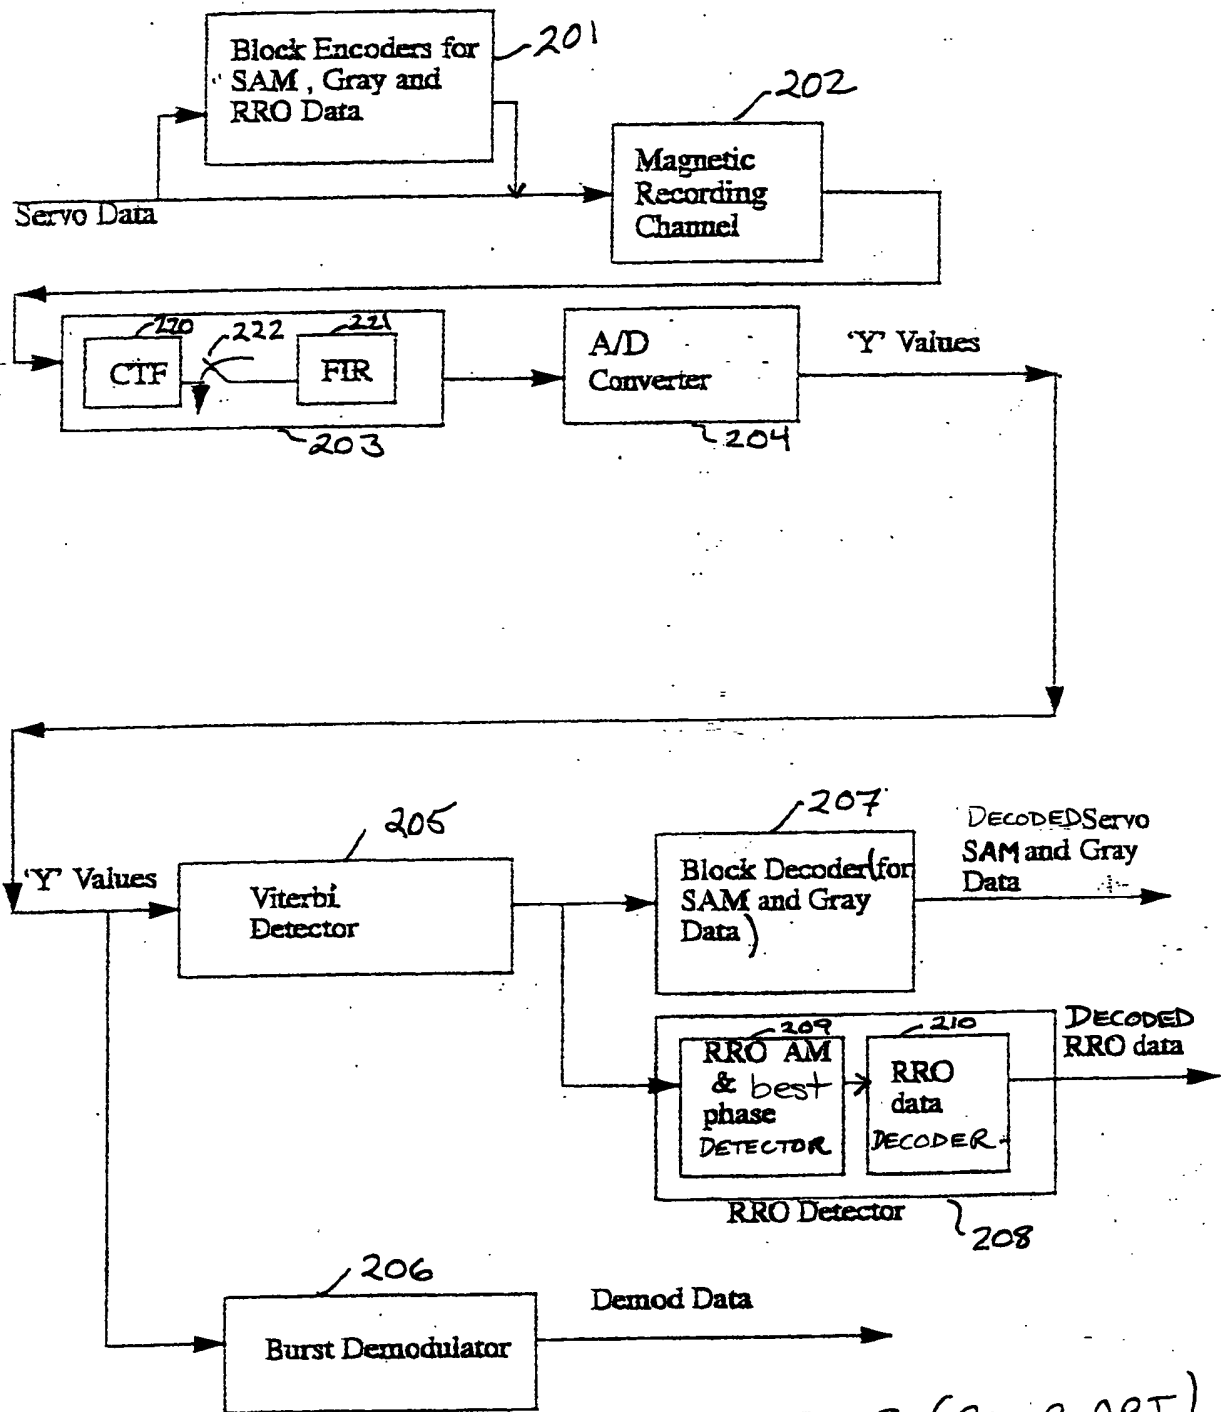 Block Encoders for
SAM , Gray and
RRO Data
201
202
Magnetic
Recording
Channel
Servo Data
220
222
221
CTF
FIR
203
A/D
Converter
204
'Y' Values
205
207
DECODED Servo
SAM and Gray
Data
'Y' Values
Viterbi
Detector
Block Decoder (for
SAM and Gray
Data)
209
210
DECODED
RRO data
RRO AM
& best
phase
DETECTOR
RRO
data
DECODER
RRO Detector
208
206
Demod Data
Burst Demodulator
ART)